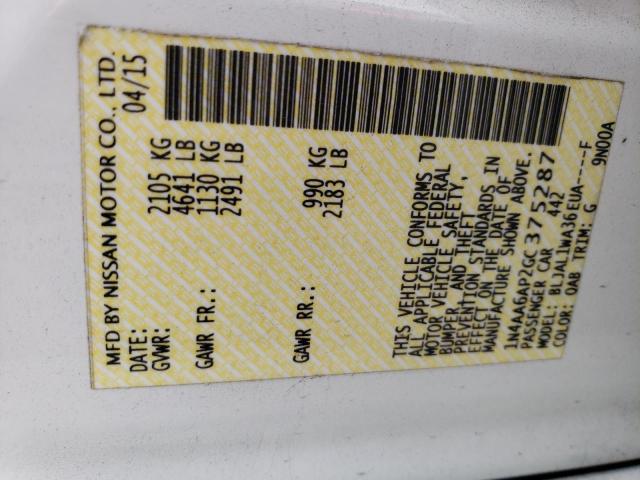 MFD BY NISSAN MOTOR CO., LTD.
DATE: 04/15
GVWR: 2105 KG
4641 LB
GAWR FR.: 1130 KG
2491 LB
GAWR RR.: 990 KG
2183 LB
THIS VEHICLE CONFORMS TO
ALL APPLICABLE FEDERAL
MOTOR VEHICLE SAFETY,
BUMPER, AND THEFT
PREVENTION STANDARDS IN
EFFECT ON THE DATE OF
MANUFACTURE SHOWN ABOVE.
1N4AA6AP2GC375287
PASSENGER CAR 442
MODEL: BLJALIWA36EUA----F
COLOR: QAB TRIM: G 9N00A